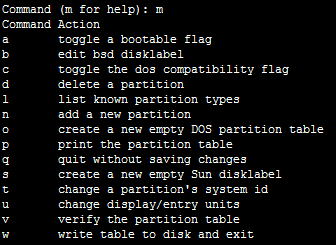 Command (m for help): m
Command Action
a toggle a bootable flag
b edit bsd disklabel
c toggle the dos compatibility flag
d delete a partition
l list known partition types
n add a new partition
o create a new empty DOS partition table
p print the partition table
q quit without saving changes
s create a new empty Sun disklabel
t change a partition's system id
u change display/entry units
v verify the partition table
w write table to disk and exit